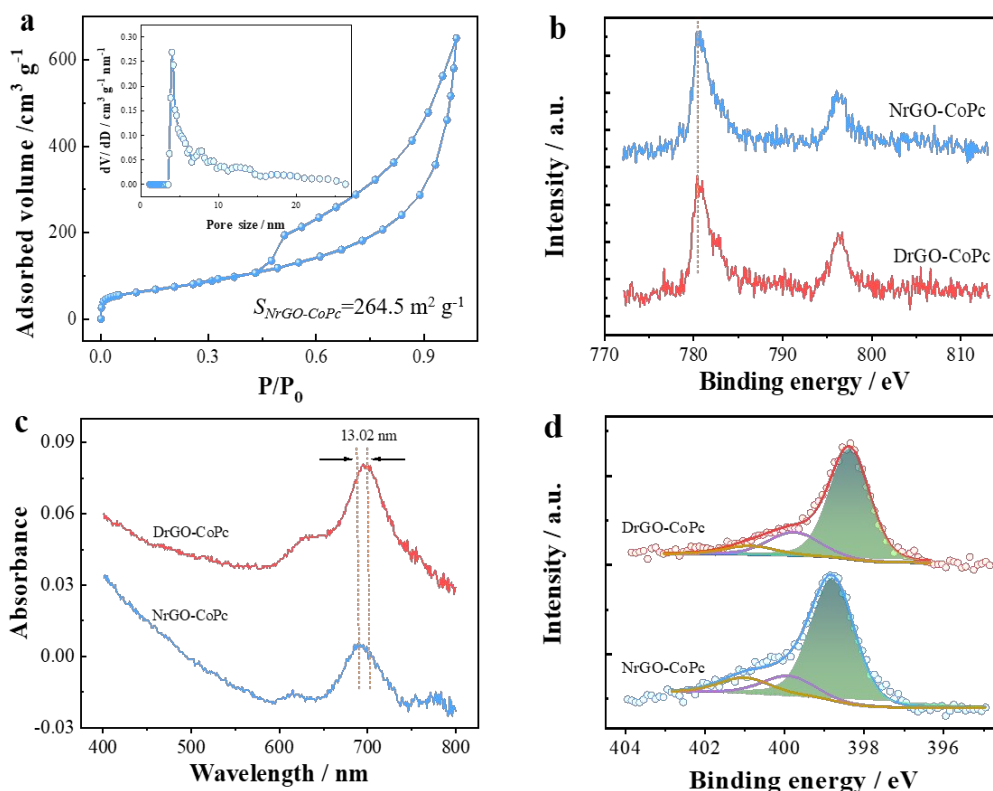 a
Adsorbed volume /cm³ g⁻¹
600
400
200
0
0.0 0.3 0.6 0.9
P/P₀
dV/ dD / cm³ g⁻¹ nm⁻¹
0.30
0.25
0.20
0.15
0.10
0.05
0.00
0 10 20
Pore size / nm
S_NrGO-CoPc=264.5 m² g⁻¹
b
Intensity / a.u.
NrGO-CoPc
DrGO-CoPc
770 780 790 800 810
Binding energy / eV
c
Absorbance
0.09
0.06
0.03
0.00
-0.03
13.02 nm
DrGO-CoPc
NrGO-CoPc
400 500 600 700 800
Wavelength / nm
d
Intensity / a.u.
DrGO-CoPc
NrGO-CoPc
404 402 400 398 396
Binding energy / eV